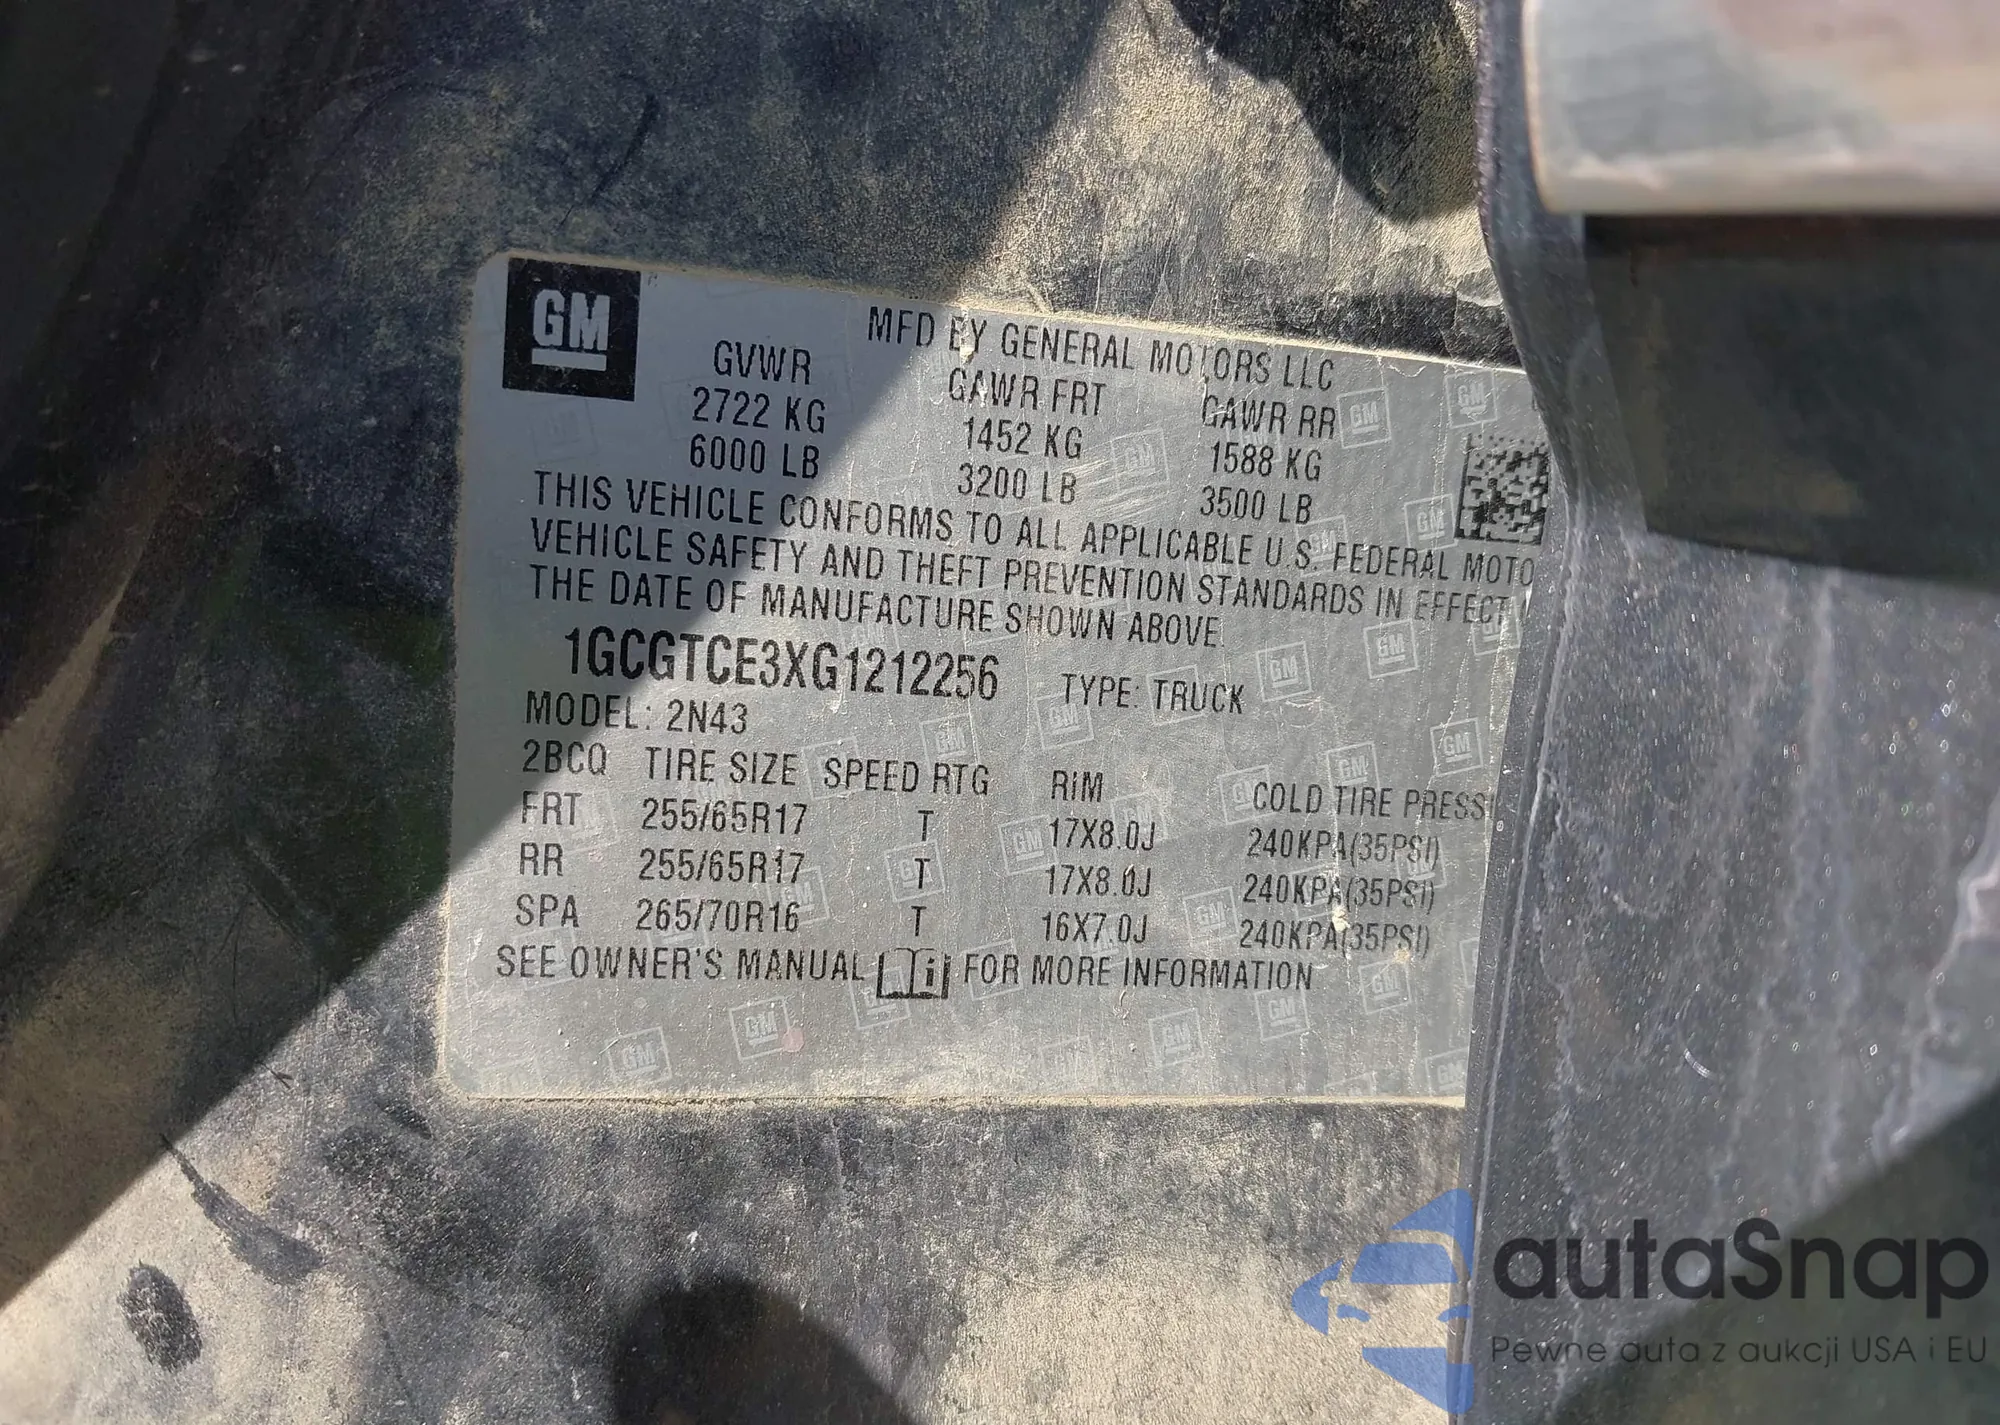 GM
MFD BY GENERAL MOTORS LLC
GVWR GAWR FRT GAWR RR
2722 KG 1452 KG 1588 KG
6000 LB 3200 LB 3500 LB
THIS VEHICLE CONFORMS TO ALL APPLICABLE U.S. FEDERAL MOTO
VEHICLE SAFETY AND THEFT PREVENTION STANDARDS IN EFFECT
THE DATE OF MANUFACTURE SHOWN ABOVE.
1GCGTCE3XG1212256 TYPE: TRUCK
MODEL: 2N43
2BCQ TIRE SIZE SPEED RTG RIM COLD TIRE PRESS
FRT 255/65R17 T 17X8.0J 240KPA(35PSI)
RR 255/65R17 T 17X8.0J 240KPA(35PSI)
SPA 265/70R16 T 16X7.0J 240KPA(35PSI)
SEE OWNER'S MANUAL FOR MORE INFORMATION
autaSnap
Pewne auta z aukcji USA i EU